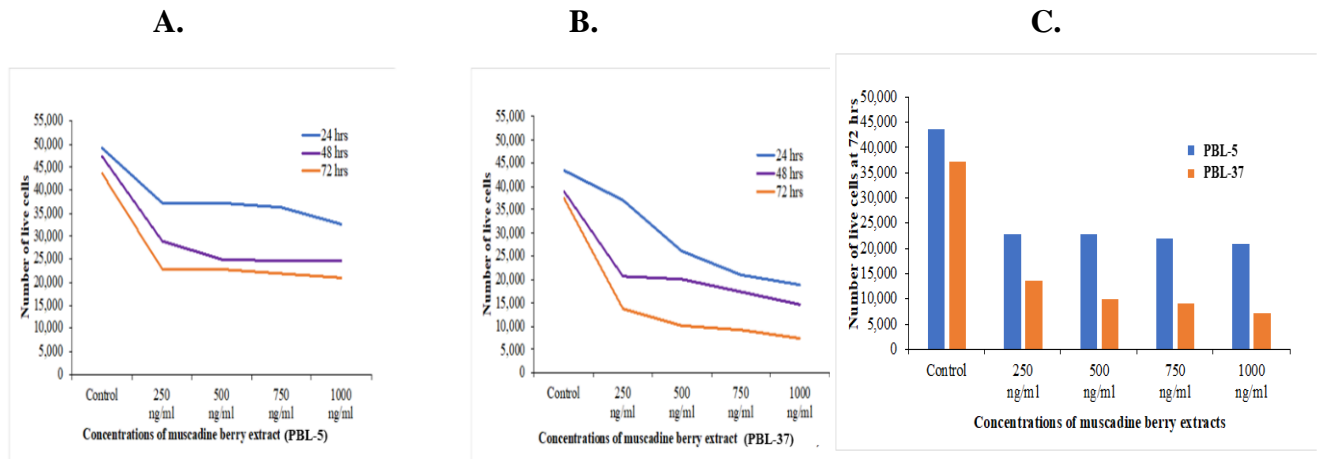 A.
B.
C.
Number of live cells
55,000
50,000
45,000
40,000
35,000
30,000
25,000
20,000
15,000
10,000
5,000
0
24 hrs
48 hrs
72 hrs
Control
250
ng/ml
500
ng/ml
750
ng/ml
1000
ng/ml
Concentrations of muscadine berry extract (PBL-5)
Number of live cells
55,000
50,000
45,000
40,000
35,000
30,000
25,000
20,000
15,000
10,000
5,000
0
24 hrs
48 hrs
72 hrs
Control
250
ng/ml
500
ng/ml
750
ng/ml
1000
ng/ml
Concentrations of muscadine berry extract (PBL-37)
Number of live cells at 72 hrs
50,000
45,000
40,000
35,000
30,000
25,000
20,000
15,000
10,000
5,000
0
PBL-5
PBL-37
Control
250
ng/ml
500
ng/ml
750
ng/ml
1000
ng/ml
Concentrations of muscadine berry extracts